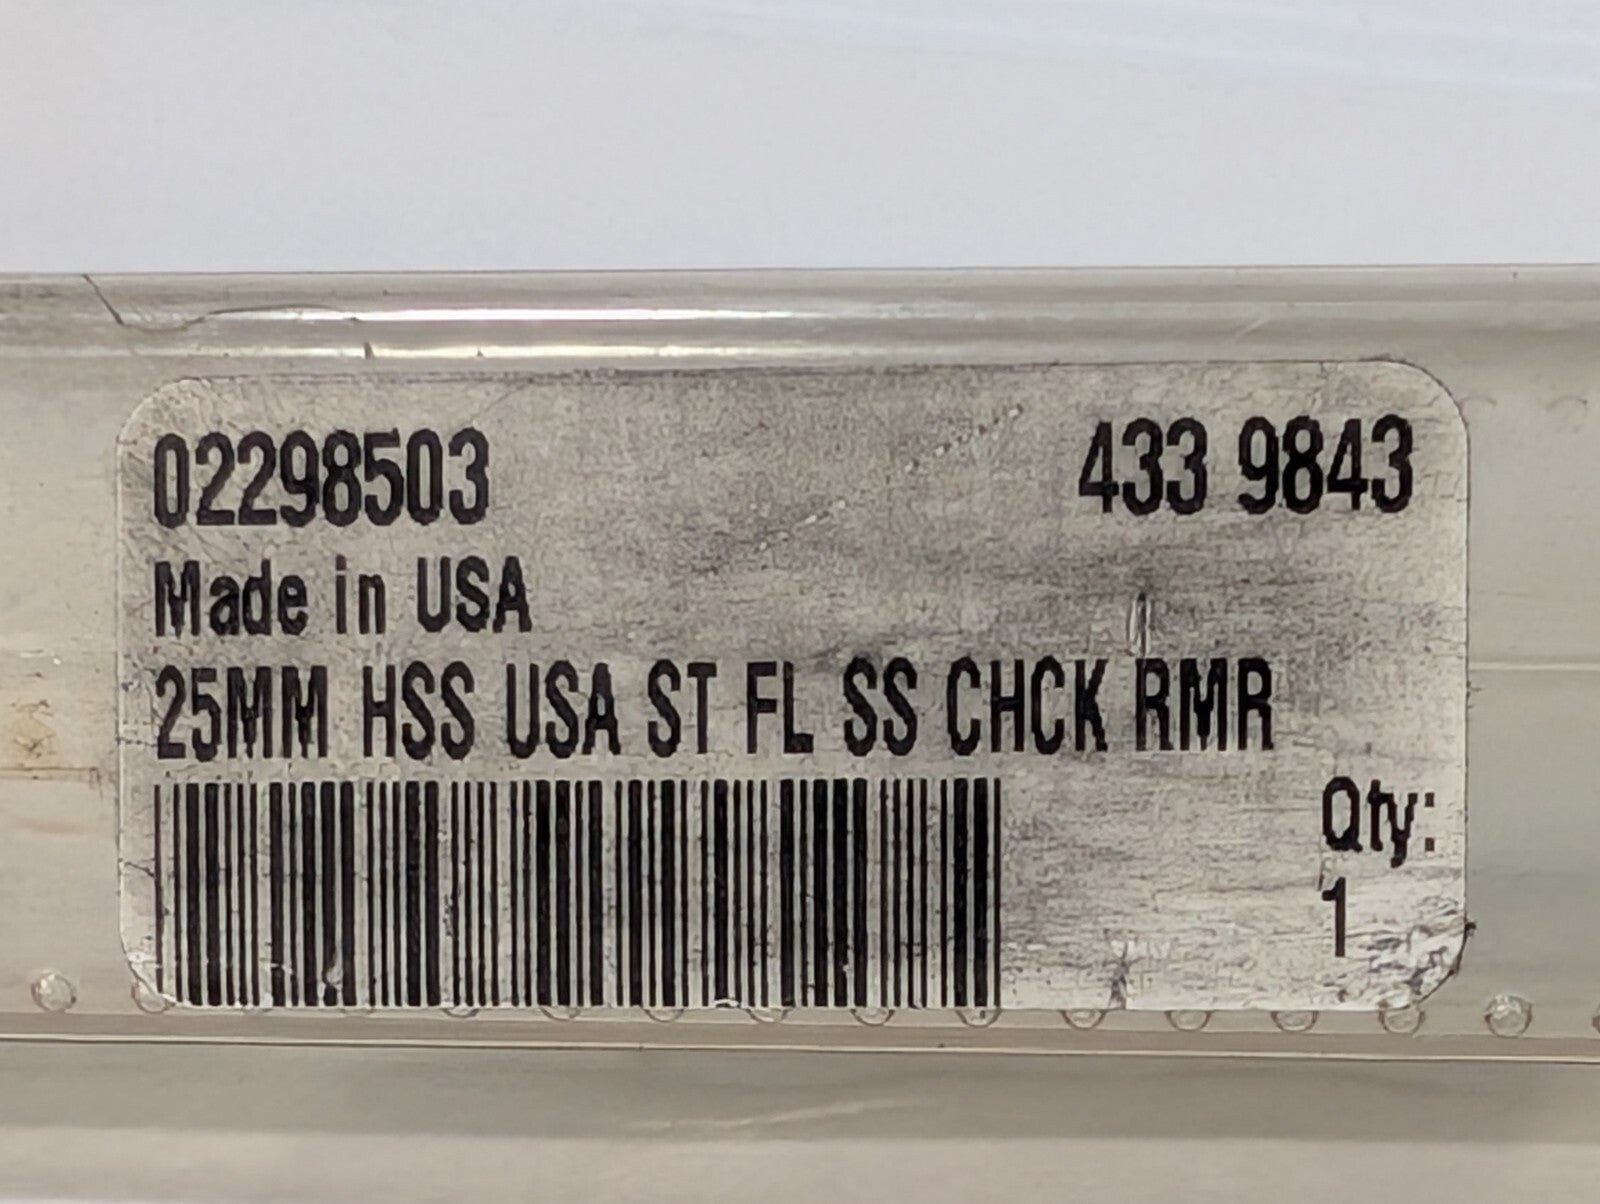 02298503 433 9843
Made in USA
25MM HSS USA ST FL SS CHCK RMR
Qty:
1